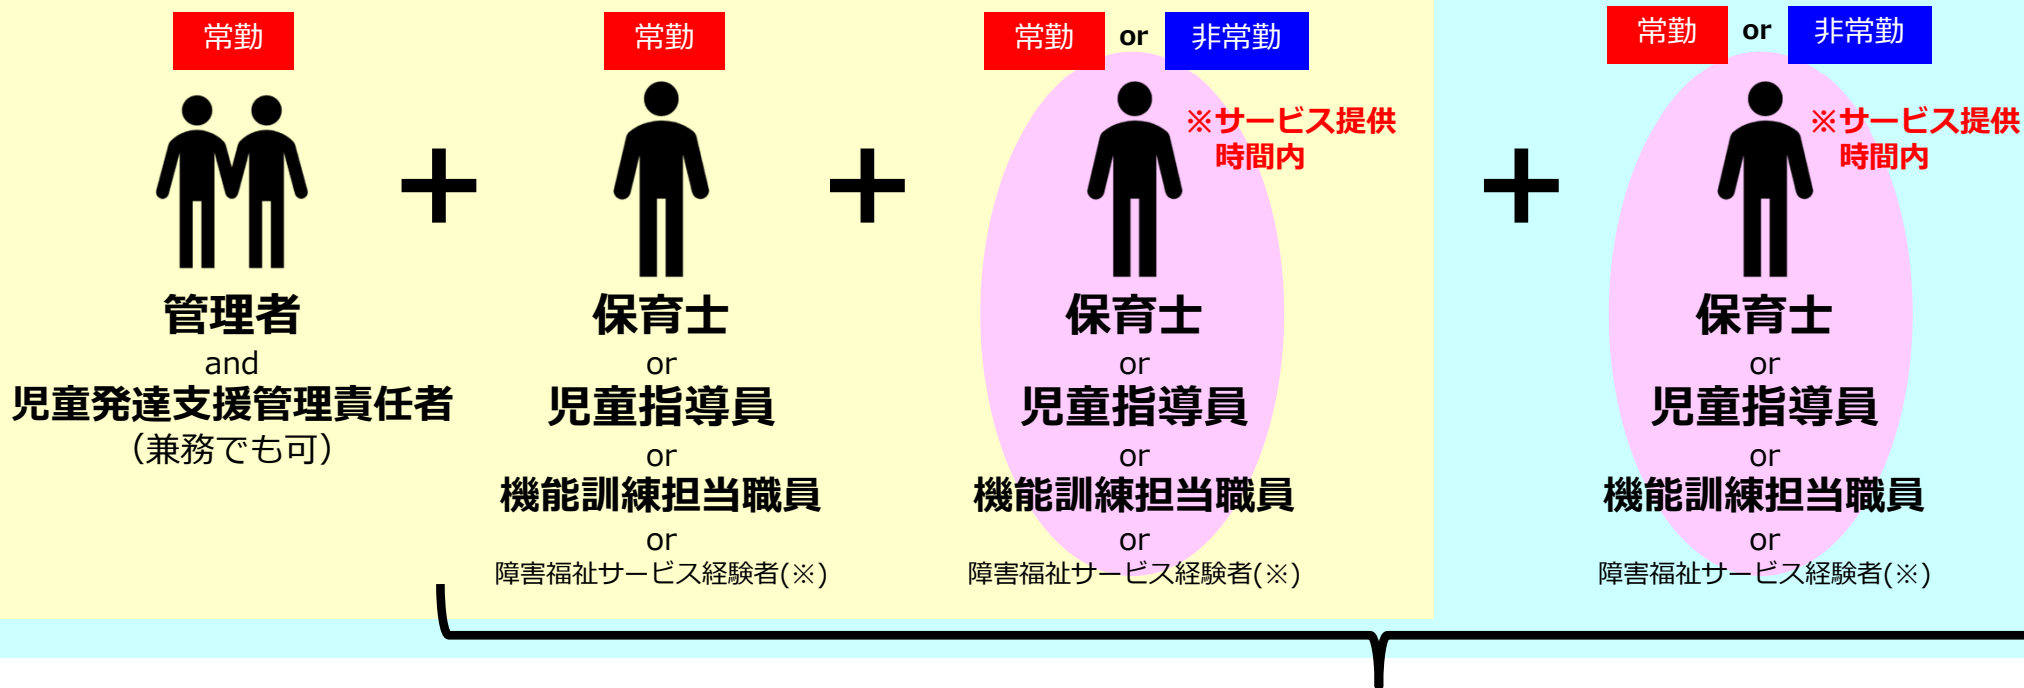 常勤
管理者
and
児童発達支援管理責任者
（兼務でも可）
+
常勤
保育士
or
児童指導員
or
機能訓練担当職員
or
障害福祉サービス経験者(※)
+
常勤 or 非常勤
※サービス提供
時間内
保育士
or
児童指導員
or
機能訓練担当職員
or
障害福祉サービス経験者(※)
+
常勤 or 非常勤
※サービス提供
時間内
保育士
or
児童指導員
or
機能訓練担当職員
or
障害福祉サービス経験者(※)